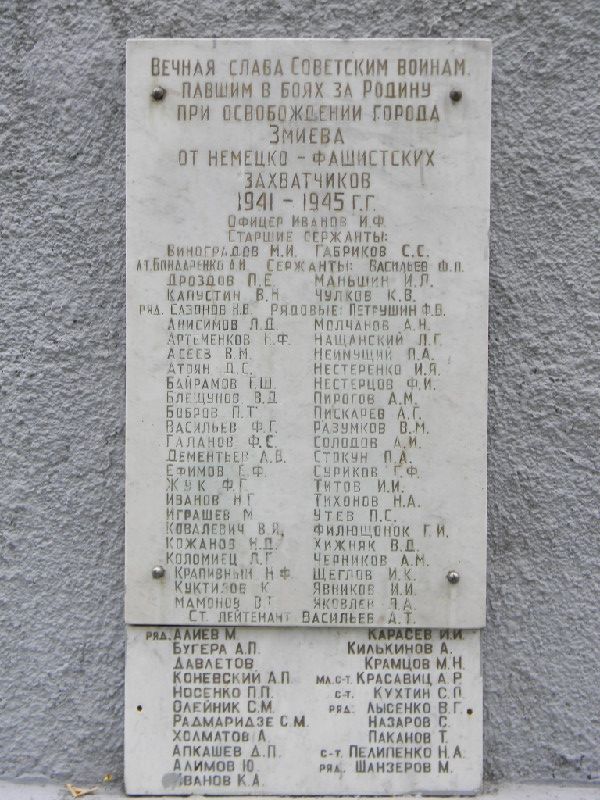 Вечная слава Советским воинам.
павшим в боях за Родину
при освобождении города
Змиева
от немецко - фашистских
захватчиков
1941 - 1945 г.г.
Офицер Иванов И.Ф.
Старшие сержанты:
Виноградов М.И. Габриков С.С.
лт. Бондаренко А.И. Сержанты: Васильев Ф.П.
Дроздов П.Е. Маньшин И.Л.
Капустин В.Н. Чулков К.В.
ряд. Сазонов Н.В. Рядовые: Петрушин Ф.В.
Анисимов Л.Д. Молчанов А.Н.
Артеменков Е.Ф. Нащанский Л.Г.
Асеев В.М. Неимущий П.А.
Атоян Д.С. Нестеренко И.Я.
Байрамов Г.Ш. Нестерцов Ф.И.
Блещунов В.Д. Пирогов А.М.
Бобров П.Т. Пискарев А.Г.
Васильев Ф.Г. Разумков В.М.
Галанов Ф.С. Солодов А.И.
Дементьев А.В. Стокун П.А.
Ефимов Е.Ф. Суриков Г.Ф.
Жук Ф.Г. Титов И.И.
Иванов Н.Г. Тихонов Н.А.
Играшев М. Утев П.С.
Ковалевич В.Я. Филющонок Г.И.
Кожанов Н.Д. Хижняк В.Д.
Коломиец Л.Г. Черников А.М.
Крапивный Н.Ф. Щеглов И.К.
Куктилов К. Явников И.И.
Мамонов В.Т. Яковлев П.А.
Ст. лейтенант Васильев А.Т.
ряд. Алиев М. Карасев И.И.
Бугера А.П. Килькинов А.
Давлетов Крамцов М.Н.
Коневский А.П. мл.с-т. Красавиц А.Р.
Носенко П.П. с-т. Кухтин С.П.
Олейник С.М. ряд. Лысенко В.Г.
Радмаридзе С.М. Назаров С.
Холматов А. Паканов Т.
Апкашев Д.П. с-т. Пелипенко Н.А.
Алимов Ю. ряд. Шанзеров М.
Иванов К.А.